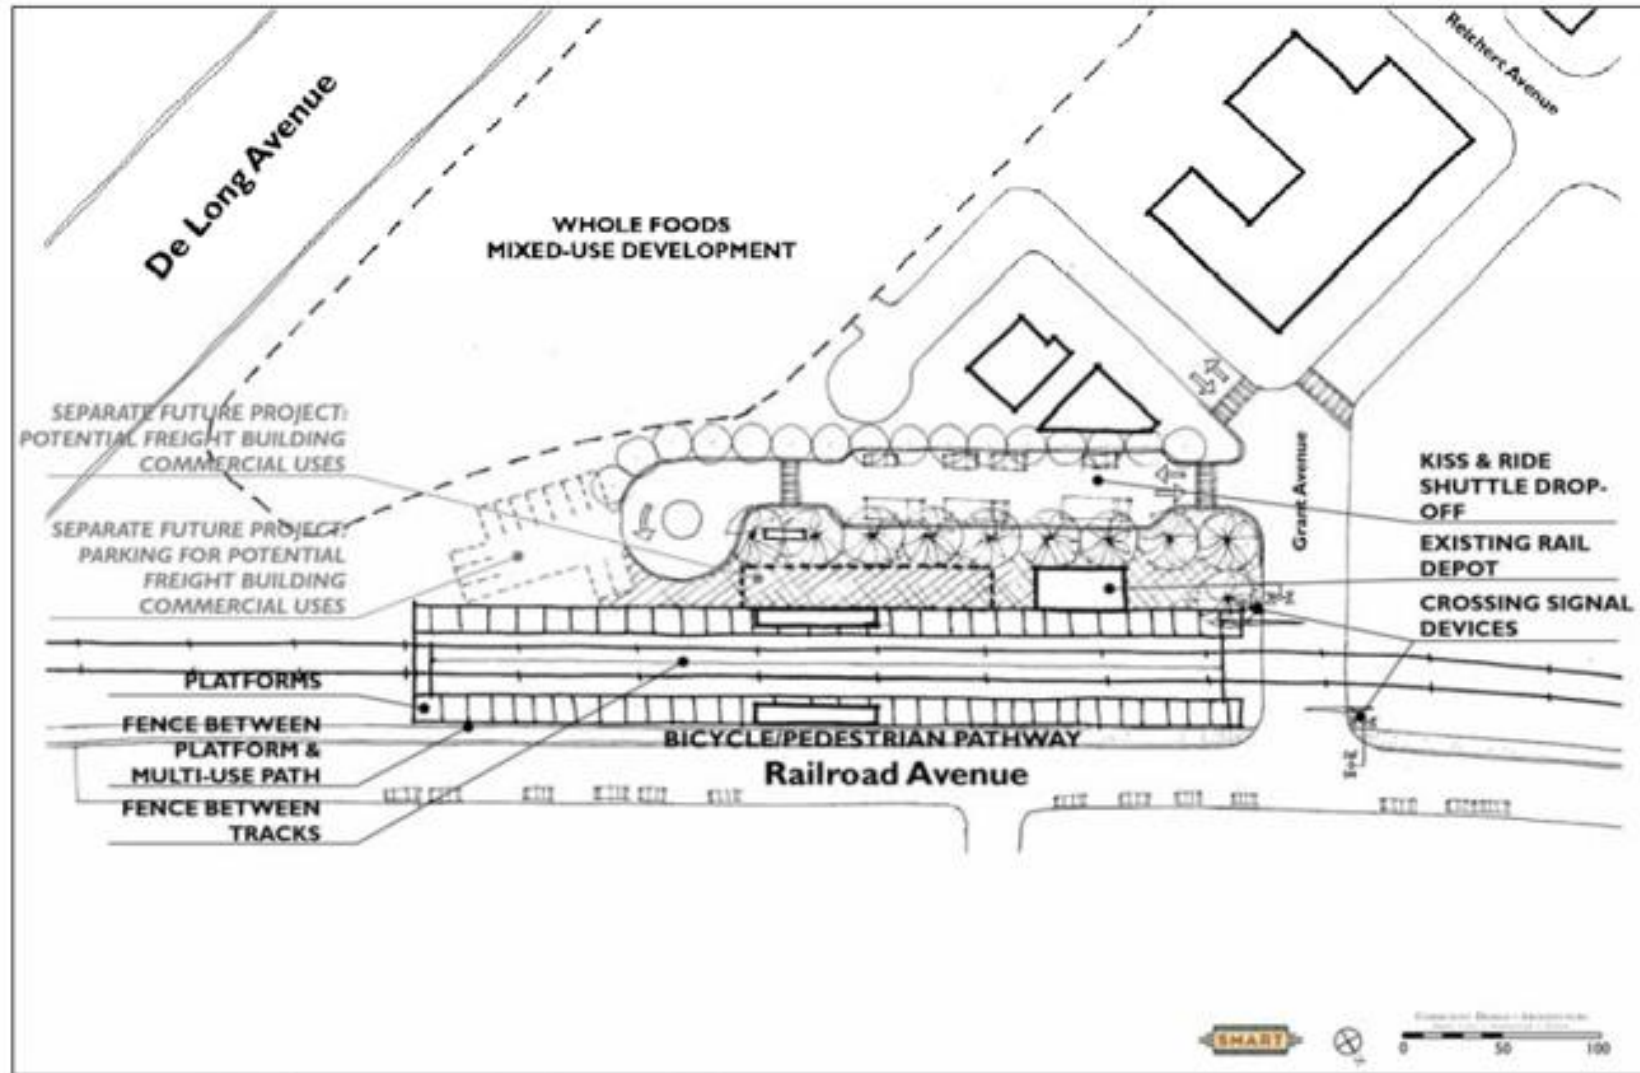 De Long Avenue
WHOLE FOODS
MIXED-USE DEVELOPMENT
Reichert Avenue
SEPARATE FUTURE PROJECT:
POTENTIAL FREIGHT BUILDING
COMMERCIAL USES
SEPARATE FUTURE PROJECT:
PARKING FOR POTENTIAL
FREIGHT BUILDING
COMMERCIAL USES
Grant Avenue
KISS & RIDE
SHUTTLE DROP-
OFF
EXISTING RAIL
DEPOT
CROSSING SIGNAL
DEVICES
PLATFORMS
FENCE BETWEEN
PLATFORM &
MULTI-USE PATH
FENCE BETWEEN
TRACKS
BICYCLE/PEDESTRIAN PATHWAY
Railroad Avenue
SMART
COMMUNITY DESIGN + ARCHITECTURE
0 50 100